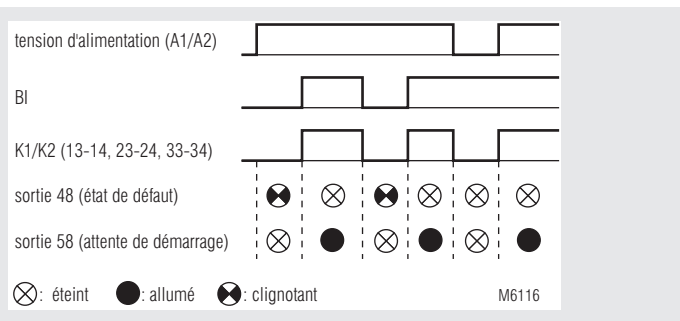 tension d'alimentation (A1/A2)
BI
K1/K2 (13-14, 23-24, 33-34)
sortie 48 (état de défaut)
sortie 58 (attente de démarrage)
: éteint : allumé : clignotant M6116